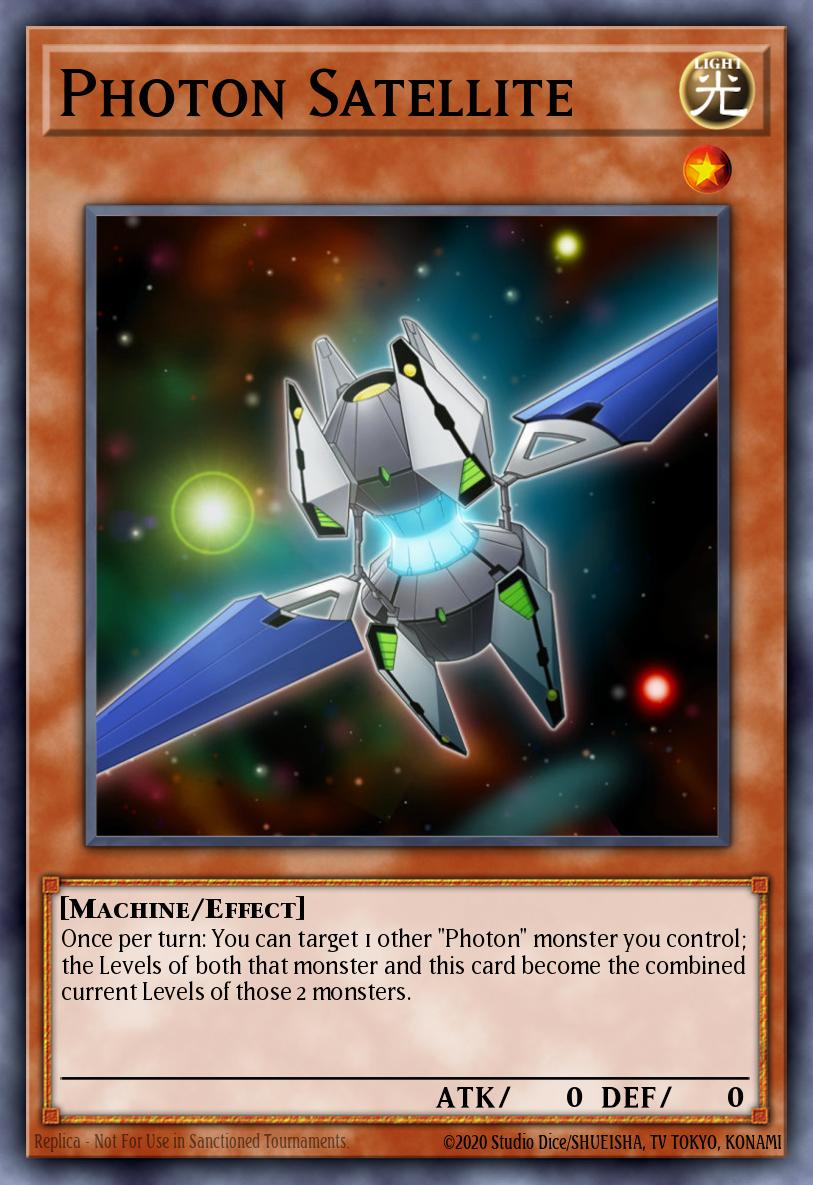 Photon Satellite
LIGHT
光
[Machine/Effect]
Once per turn: You can target 1 other "Photon" monster you control;
the Levels of both that monster and this card become the combined
current Levels of those 2 monsters.
ATK/ 0 DEF/ 0
Replica - Not For Use in Sanctioned Tournaments.
©2020 Studio Dice/SHUEISHA, TV TOKYO, KONAMI